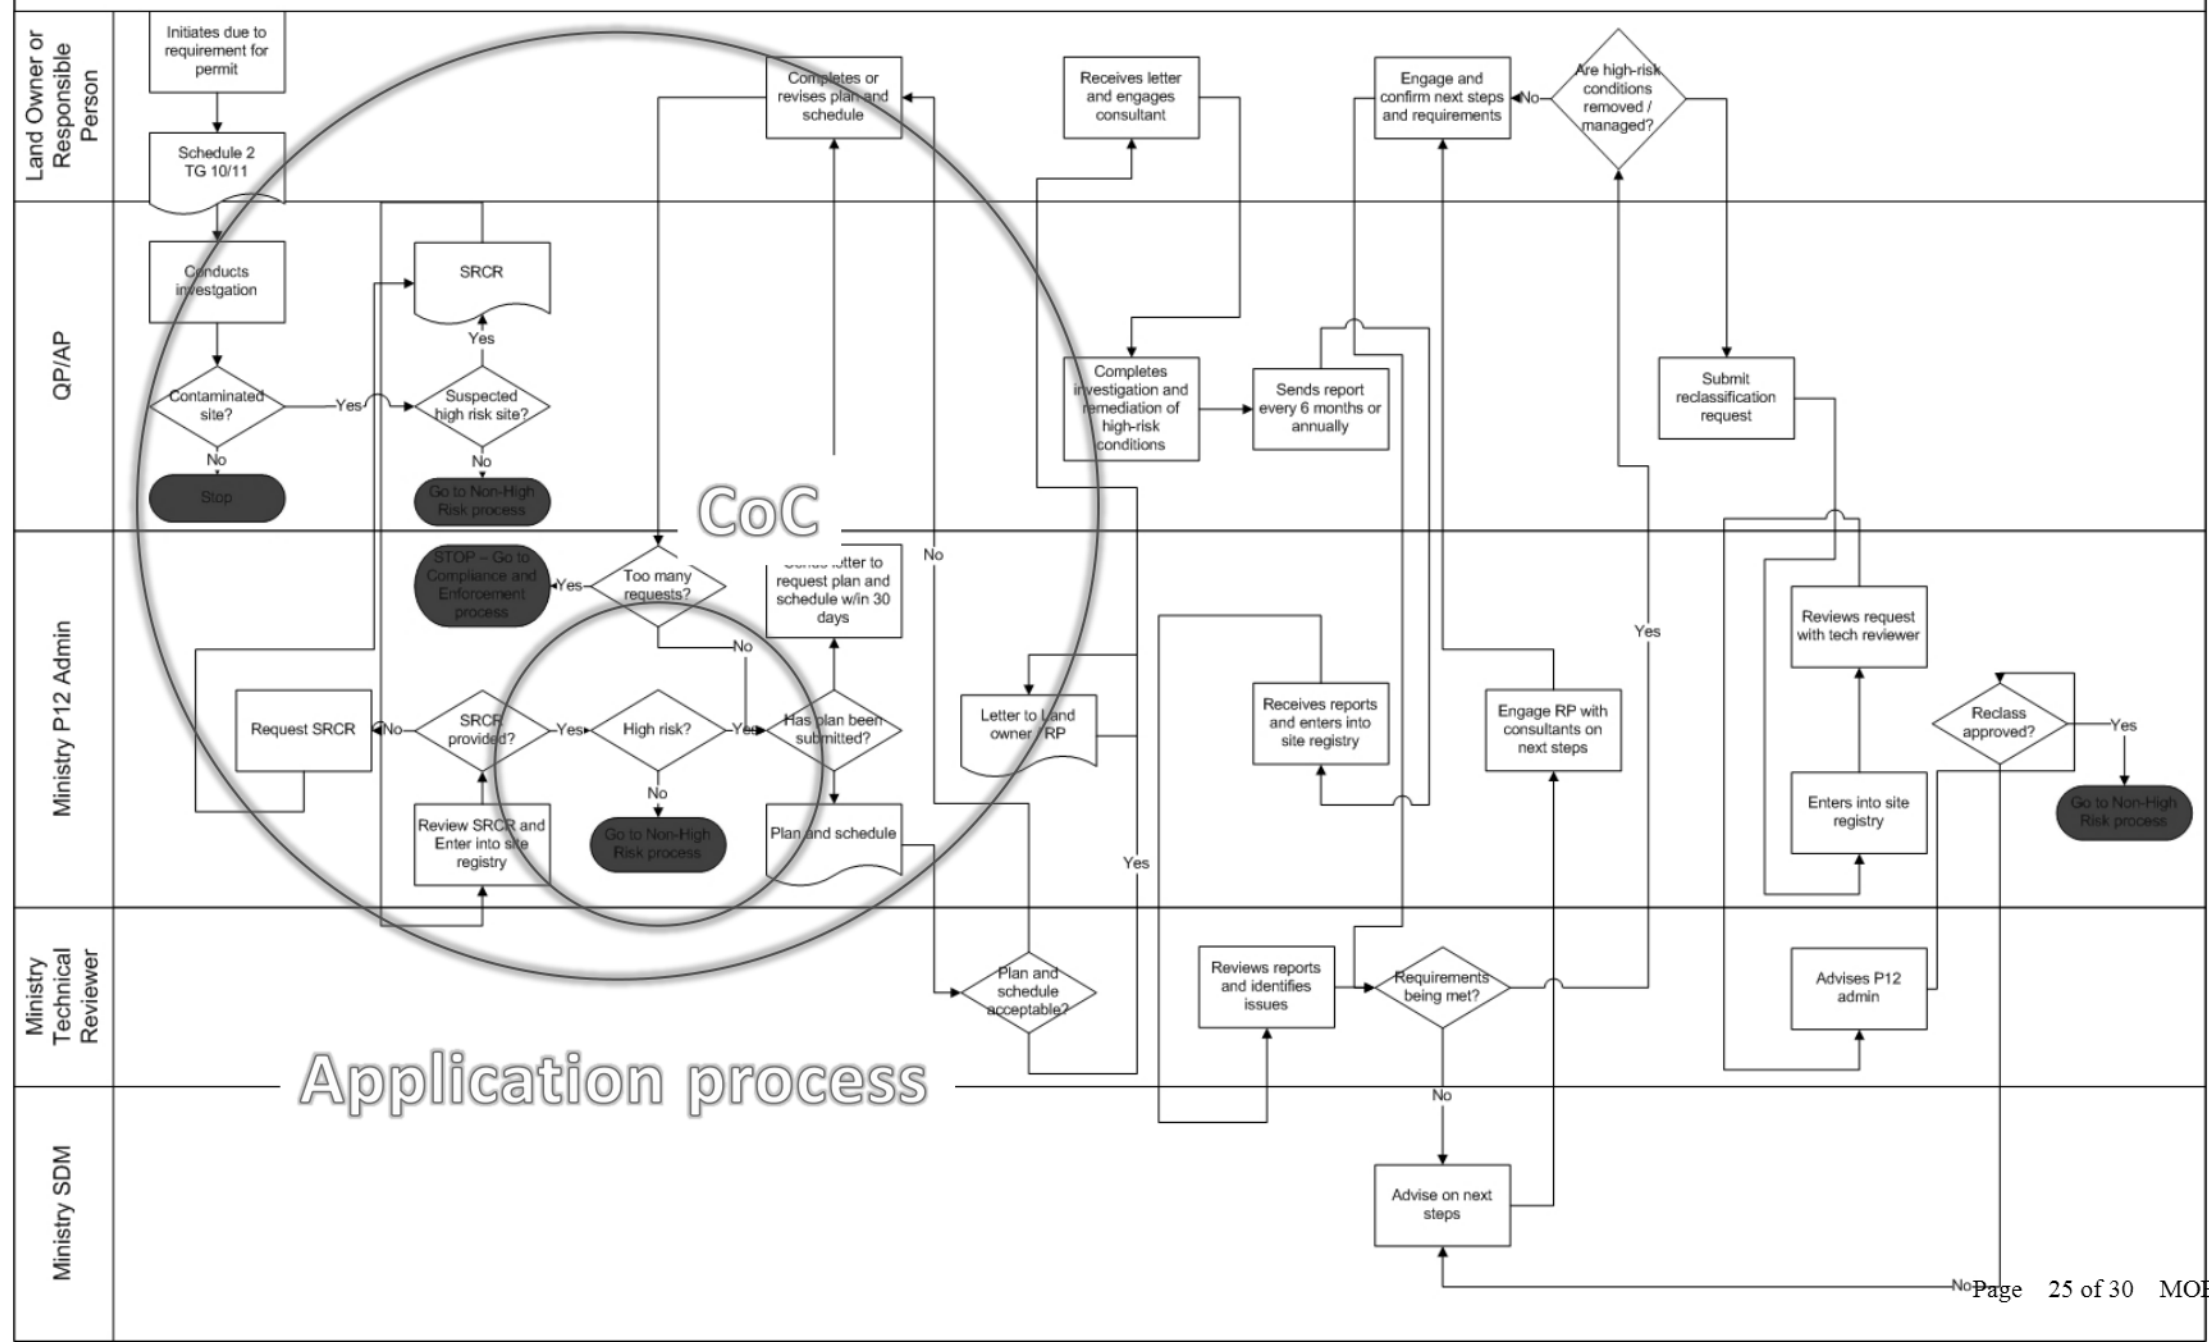 Land Owner or
Responsible
Person
Initiates due to
requirement for
permit
Schedule 2
TG 10/11
Completes or
revises plan and
schedule
Receives letter
and engages
consultant
Engage and
confirm next steps
and requirements
No
Are high-risk
conditions
removed /
managed?
QP/AP
Conducts
investgation
SRCR
Yes
Contaminated
site?
Yes
Suspected
high risk site?
No
Stop
No
Go to Non-High
Risk process
Completes
investigation and
remediation of
high-risk
conditions
Sends report
every 6 months or
annually
Submit
reclassification
request
CoC
Ministry P12 Admin
STOP – Go to
Compliance and
Enforcement
process
Yes
Too many
requests?
No
Sends letter to
request plan and
schedule w/in 30
days
No
Request SRCR
No
SRCR
provided?
Yes
High risk?
Yes
Has plan been
submitted?
No
Review SRCR and
Enter into site
registry
Go to Non-High
Risk process
Plan and schedule
Letter to Land
owner / RP
Yes
Receives reports
and enters into
site registry
Engage RP with
consultants on
next steps
Yes
Reviews request
with tech reviewer
Enters into site
registry
Reclass
approved?
Yes
Go to Non-High
Risk process
Ministry
Technical
Reviewer
Plan and
schedule
acceptable?
Reviews reports
and identifies
issues
Requirements
being met?
Advises P12
admin
Application process
Ministry SDM
No
Advise on next
steps
No
Page 25 of 30 MOE